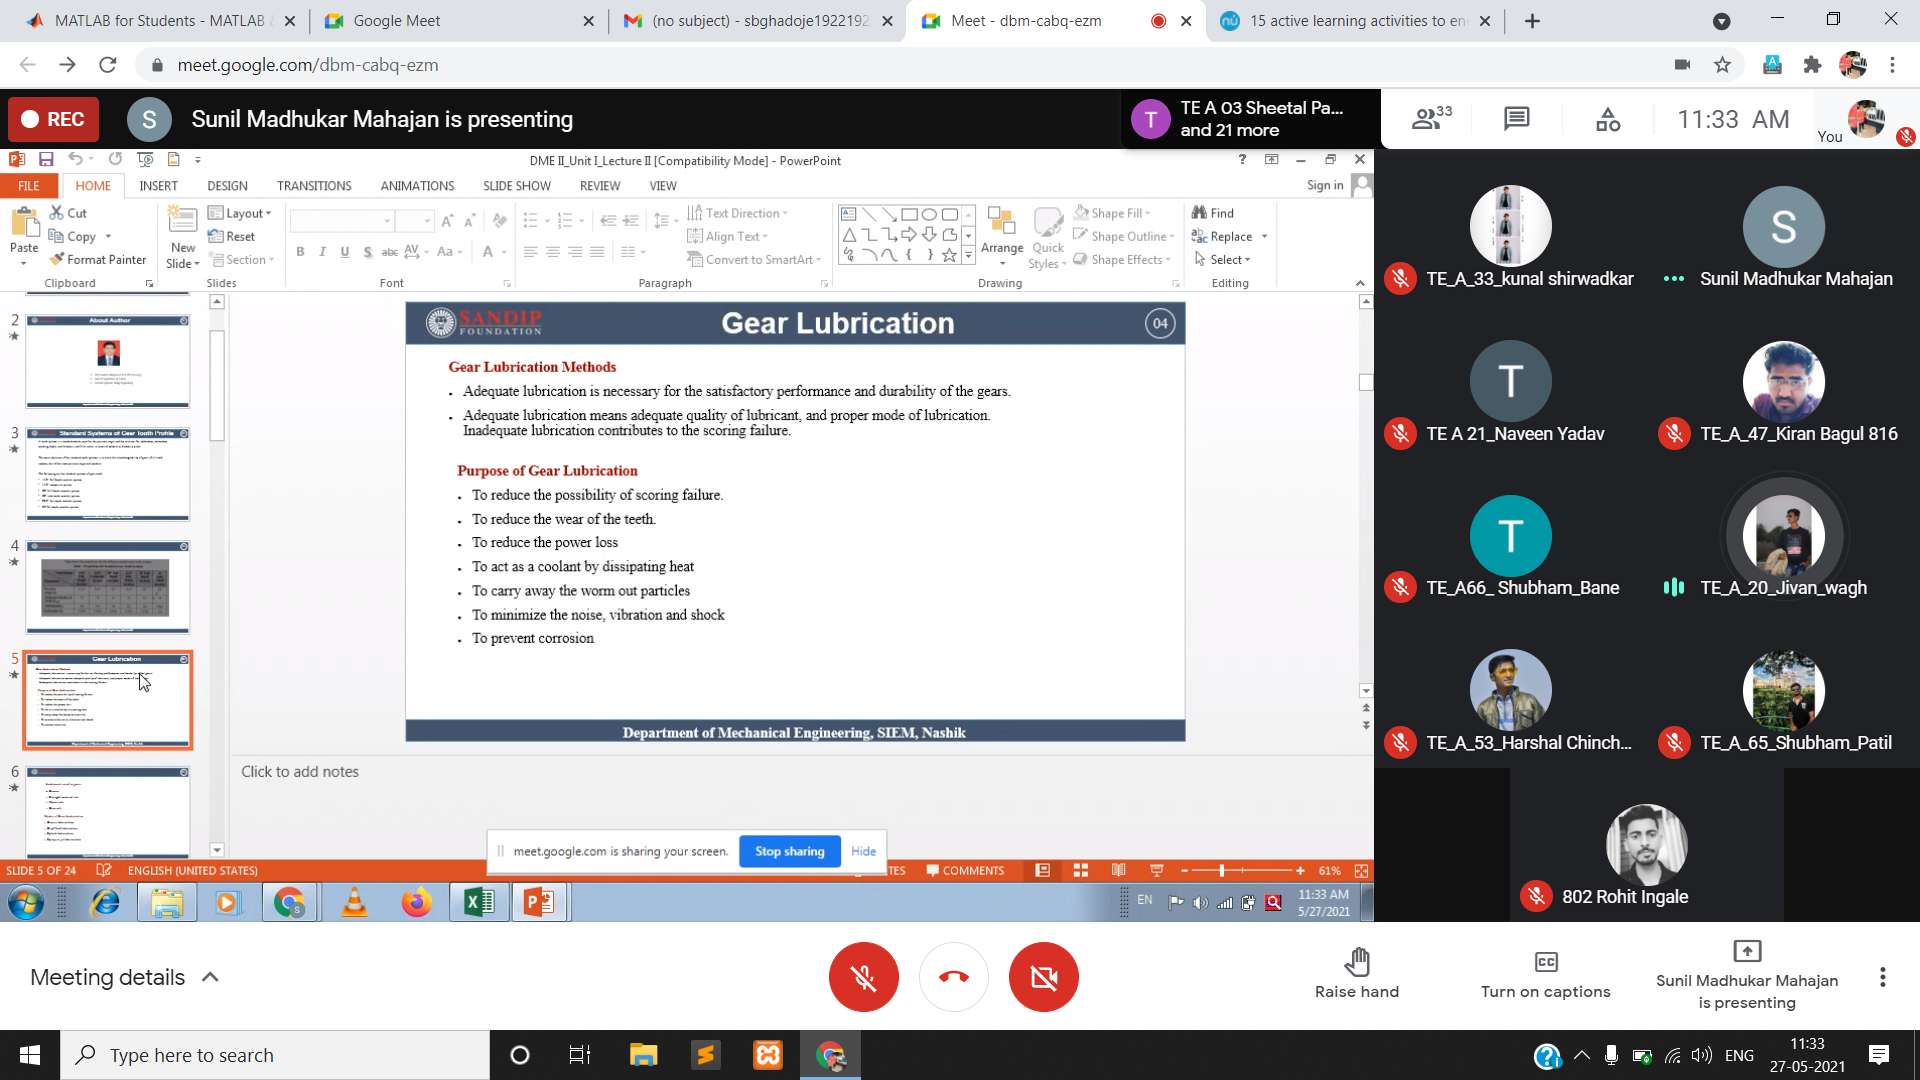 MATLAB for Students - MATLAB &
Google Meet
(no subject) - sbghadoje1922192
Meet - dbm-cabq-ezm
15 active learning activities to en
meet.google.com/dbm-cabq-ezm
REC
S
Sunil Madhukar Mahajan is presenting
T
TE A 03 Sheetal Pa...
and 21 more
33
11:33 AM
You
DME II_Unit I_Lecture II [Compatibility Mode] - PowerPoint
FILE
HOME
INSERT
DESIGN
TRANSITIONS
ANIMATIONS
SLIDE SHOW
REVIEW
VIEW
Sign in
Paste
Cut
Copy
Format Painter
Clipboard
New
Slide
Layout
Reset
Section
Slides
B I U S abc AV Aa A
Font
Text Direction
Align Text
Convert to SmartArt
Paragraph
Arrange
Quick
Styles
Shape Fill
Shape Outline
Shape Effects
Drawing
Find
Replace
Select
Editing
2
About Author
3
Standard Systems of Gear Tooth Profile
4
5
Gear Lubrication
6
SANDIP
FOUNDATION
Gear Lubrication
04
Gear Lubrication Methods
• Adequate lubrication is necessary for the satisfactory performance and durability of the gears.
• Adequate lubrication means adequate quality of lubricant, and proper mode of lubrication.
Inadequate lubrication contributes to the scoring failure.
Purpose of Gear Lubrication
• To reduce the possibility of scoring failure.
• To reduce the wear of the teeth.
• To reduce the power loss
• To act as a coolant by dissipating heat
• To carry away the worm out particles
• To minimize the noise, vibration and shock
• To prevent corrosion
Department of Mechanical Engineering, SIEM, Nashik
Click to add notes
meet.google.com is sharing your screen.
Stop sharing
Hide
SLIDE 5 OF 24
ENGLISH (UNITED STATES)
COMMENTS
61%
EN
11:33 AM
5/27/2021
TE_A_33_kunal shirwadkar
S
Sunil Madhukar Mahajan
T
TE A 21_Naveen Yadav
TE_A_47_Kiran Bagul 816
T
TE_A66_ Shubham_Bane
TE_A_20_Jivan_wagh
TE_A_53_Harshal Chinch...
TE_A_65_Shubham_Patil
802 Rohit Ingale
Meeting details
Raise hand
CC
Turn on captions
Sunil Madhukar Mahajan
is presenting
Type here to search
ENG
11:33
27-05-2021